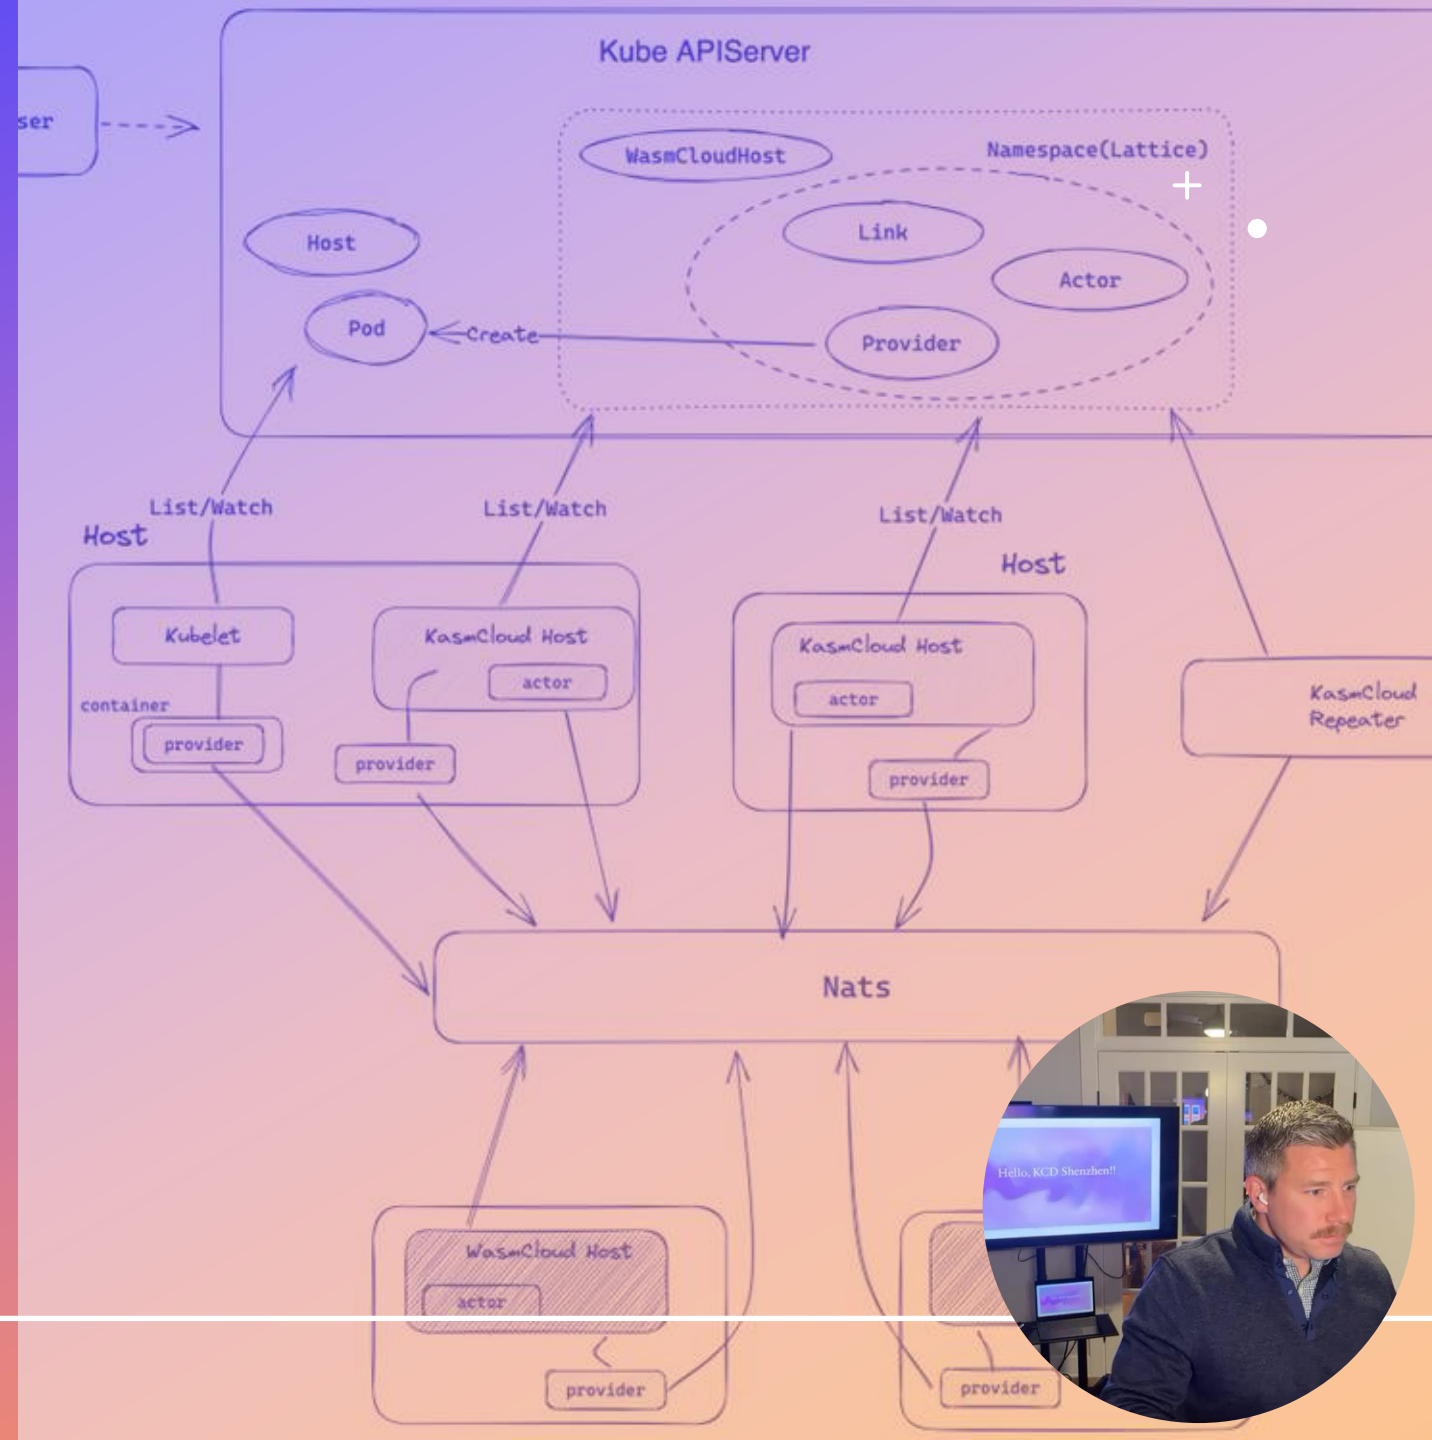 Kube APIServer
ser
WasmCloudHost
Namespace(Lattice)
Host
Link
Actor
Pod
Create
Provider
List/Watch
List/Watch
List/Watch
Host
Host
Kubelet
KasmCloud Host
KasmCloud Host
actor
actor
KasmCloud
Repeater
container
provider
provider
provider
Nats
Hello, KCD Shenzhen!!
WasmCloud Host
actor
provider
provider